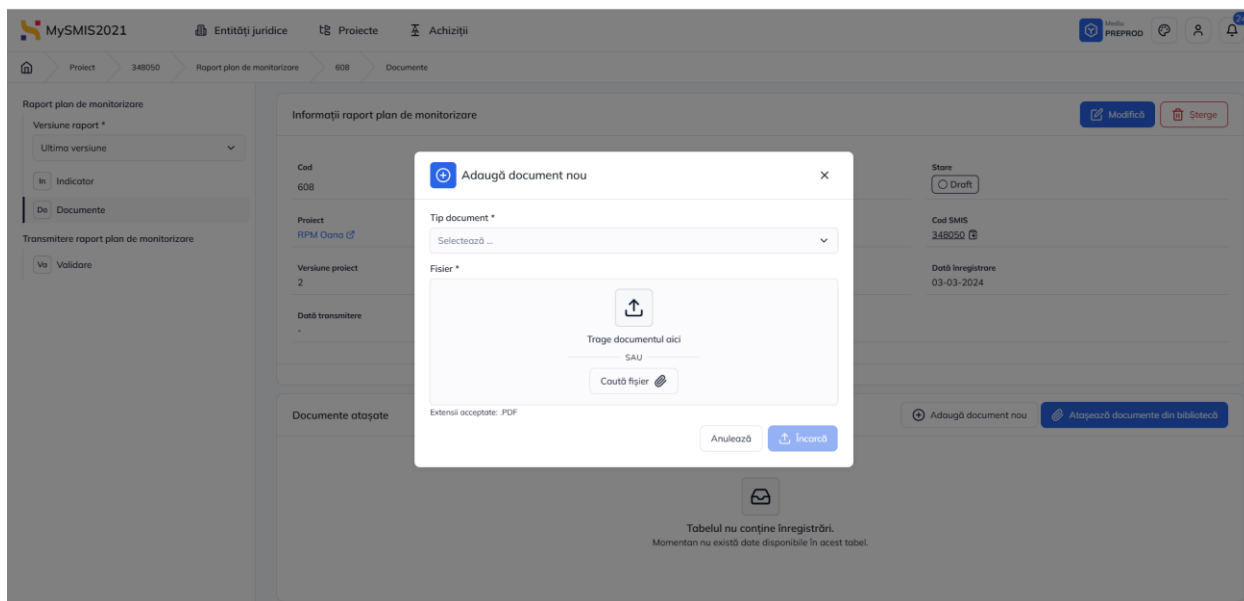 MySMIS2021
Entități juridice
Proiecte
Achiziții
Mediu
PREPROD
24
Proiect
348050
Raport plan de monitorizare
608
Documente
Raport plan de monitorizare
Versiune raport *
Ultima versiune
In Indicator
Do Documente
Transmitere raport plan de monitorizare
Va Validare
Informații raport plan de monitorizare
Modifică
Șterge
Cod
608
Stare
Draft
Proiect
RPM Oana
Cod SMIS
348050
Versiune proiect
2
Dată înregistrare
03-03-2024
Dată transmitere
-
Adaugă document nou
Tip document *
Selectează ...
Fisier *
Trage documentul aici
SAU
Caută fișier
Extensii acceptate: .PDF
Anulează
Încarcă
Documente atașate
Adaugă document nou
Atașează documente din bibliotecă
Tabelul nu conține înregistrări.
Momentan nu există date disponibile în acest tabel.